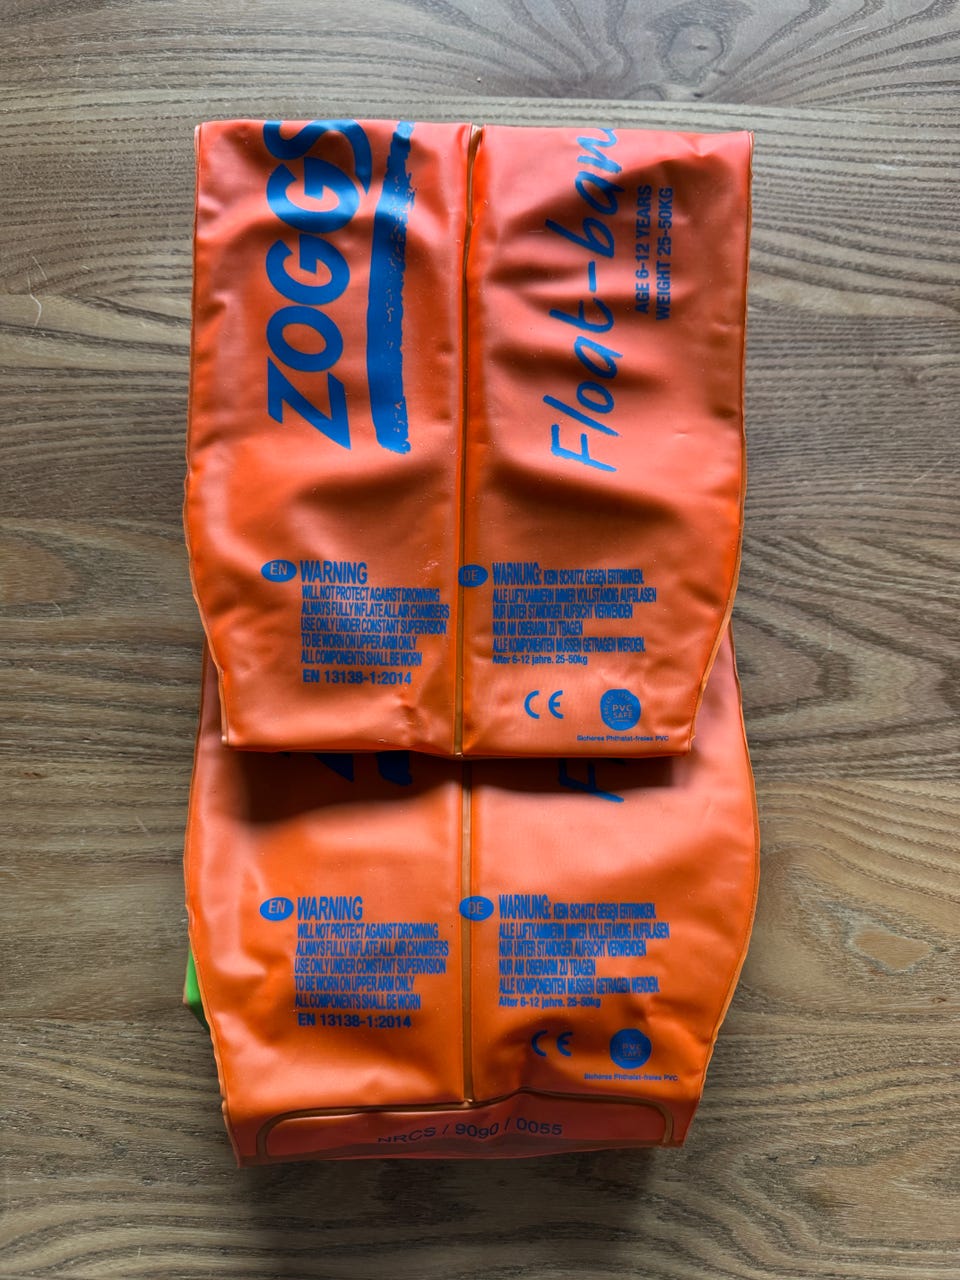 ZOGGS
Float-ban
AGE 6-12 YEARS
WEIGHT 25-50KG
EN WARNING
WILL NOT PROTECT AGAINST DROWNING
ALWAYS FULLY INFLATE ALL AIR CHAMBERS
USE ONLY UNDER CONSTANT SUPERVISION
TO BE WORN ON UPPER ARM ONLY
ALL COMPONENTS SHALL BE WORN
EN 13138-1:2014
DE WARNUNG: KEIN SCHUTZ GEGEN ERTRINKEN.
ALLE LUFTKAMMERN IMMER VOLLSTÄNDIG AUFBLASEN
NUR UNTER STÄNDIGER AUFSICHT VERWENDEN
NUR AM OBERARM ZU TRAGEN
ALLE KOMPONENTEN MÜSSEN GETRAGEN WERDEN.
Alter 6-12 jahre. 25-50kg
CE
PVC
SAFE
Sicheres Phthalat-freies PVC
EN WARNING
WILL NOT PROTECT AGAINST DROWNING
ALWAYS FULLY INFLATE ALL AIR CHAMBERS
USE ONLY UNDER CONSTANT SUPERVISION
TO BE WORN ON UPPER ARM ONLY
ALL COMPONENTS SHALL BE WORN
EN 13138-1:2014
DE WARNUNG: KEIN SCHUTZ GEGEN ERTRINKEN.
ALLE LUFTKAMMERN IMMER VOLLSTÄNDIG AUFBLASEN
NUR UNTER STÄNDIGER AUFSICHT VERWENDEN
NUR AM OBERARM ZU TRAGEN
ALLE KOMPONENTEN MÜSSEN GETRAGEN WERDEN.
Alter 6-12 jahre. 25-50kg
CE
PVC
SAFE
Sicheres Phthalat-freies PVC
NRCS / 9090 / 0055